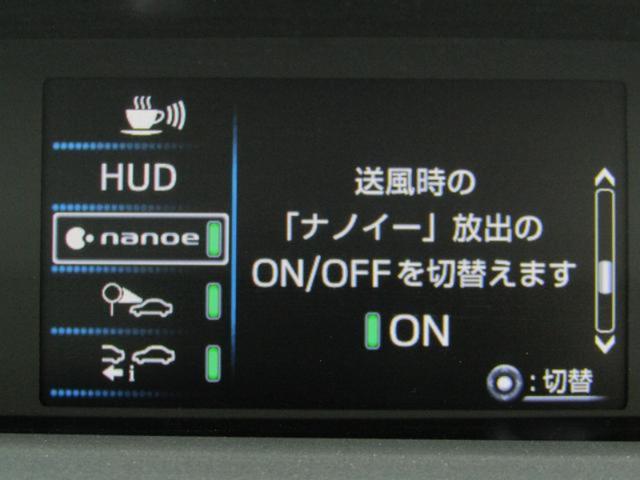 HUD
nanoe
i
送風時の
「ナノイー」放出の
ON/OFFを切替えます
ON
:切替